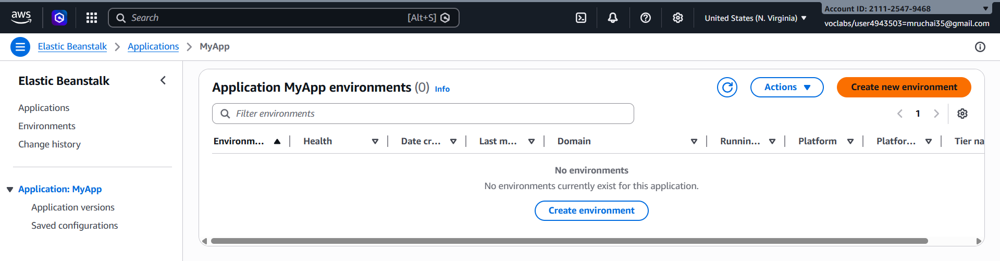 aws
Search
[Alt+S]
United States (N. Virginia)
Account ID: 2111-2547-9468
voclabs/user4943503=mruchai35@gmail.com
Elastic Beanstalk
Applications
MyApp
Elastic Beanstalk
Applications
Environments
Change history
Application: MyApp
Application versions
Saved configurations
Application MyApp environments (0) Info
Actions
Create new environment
Filter environments
1
Environm... Health Date cr... Last m... Domain Runnin... Platform Platfor... Tier na
No environments
No environments currently exist for this application.
Create environment